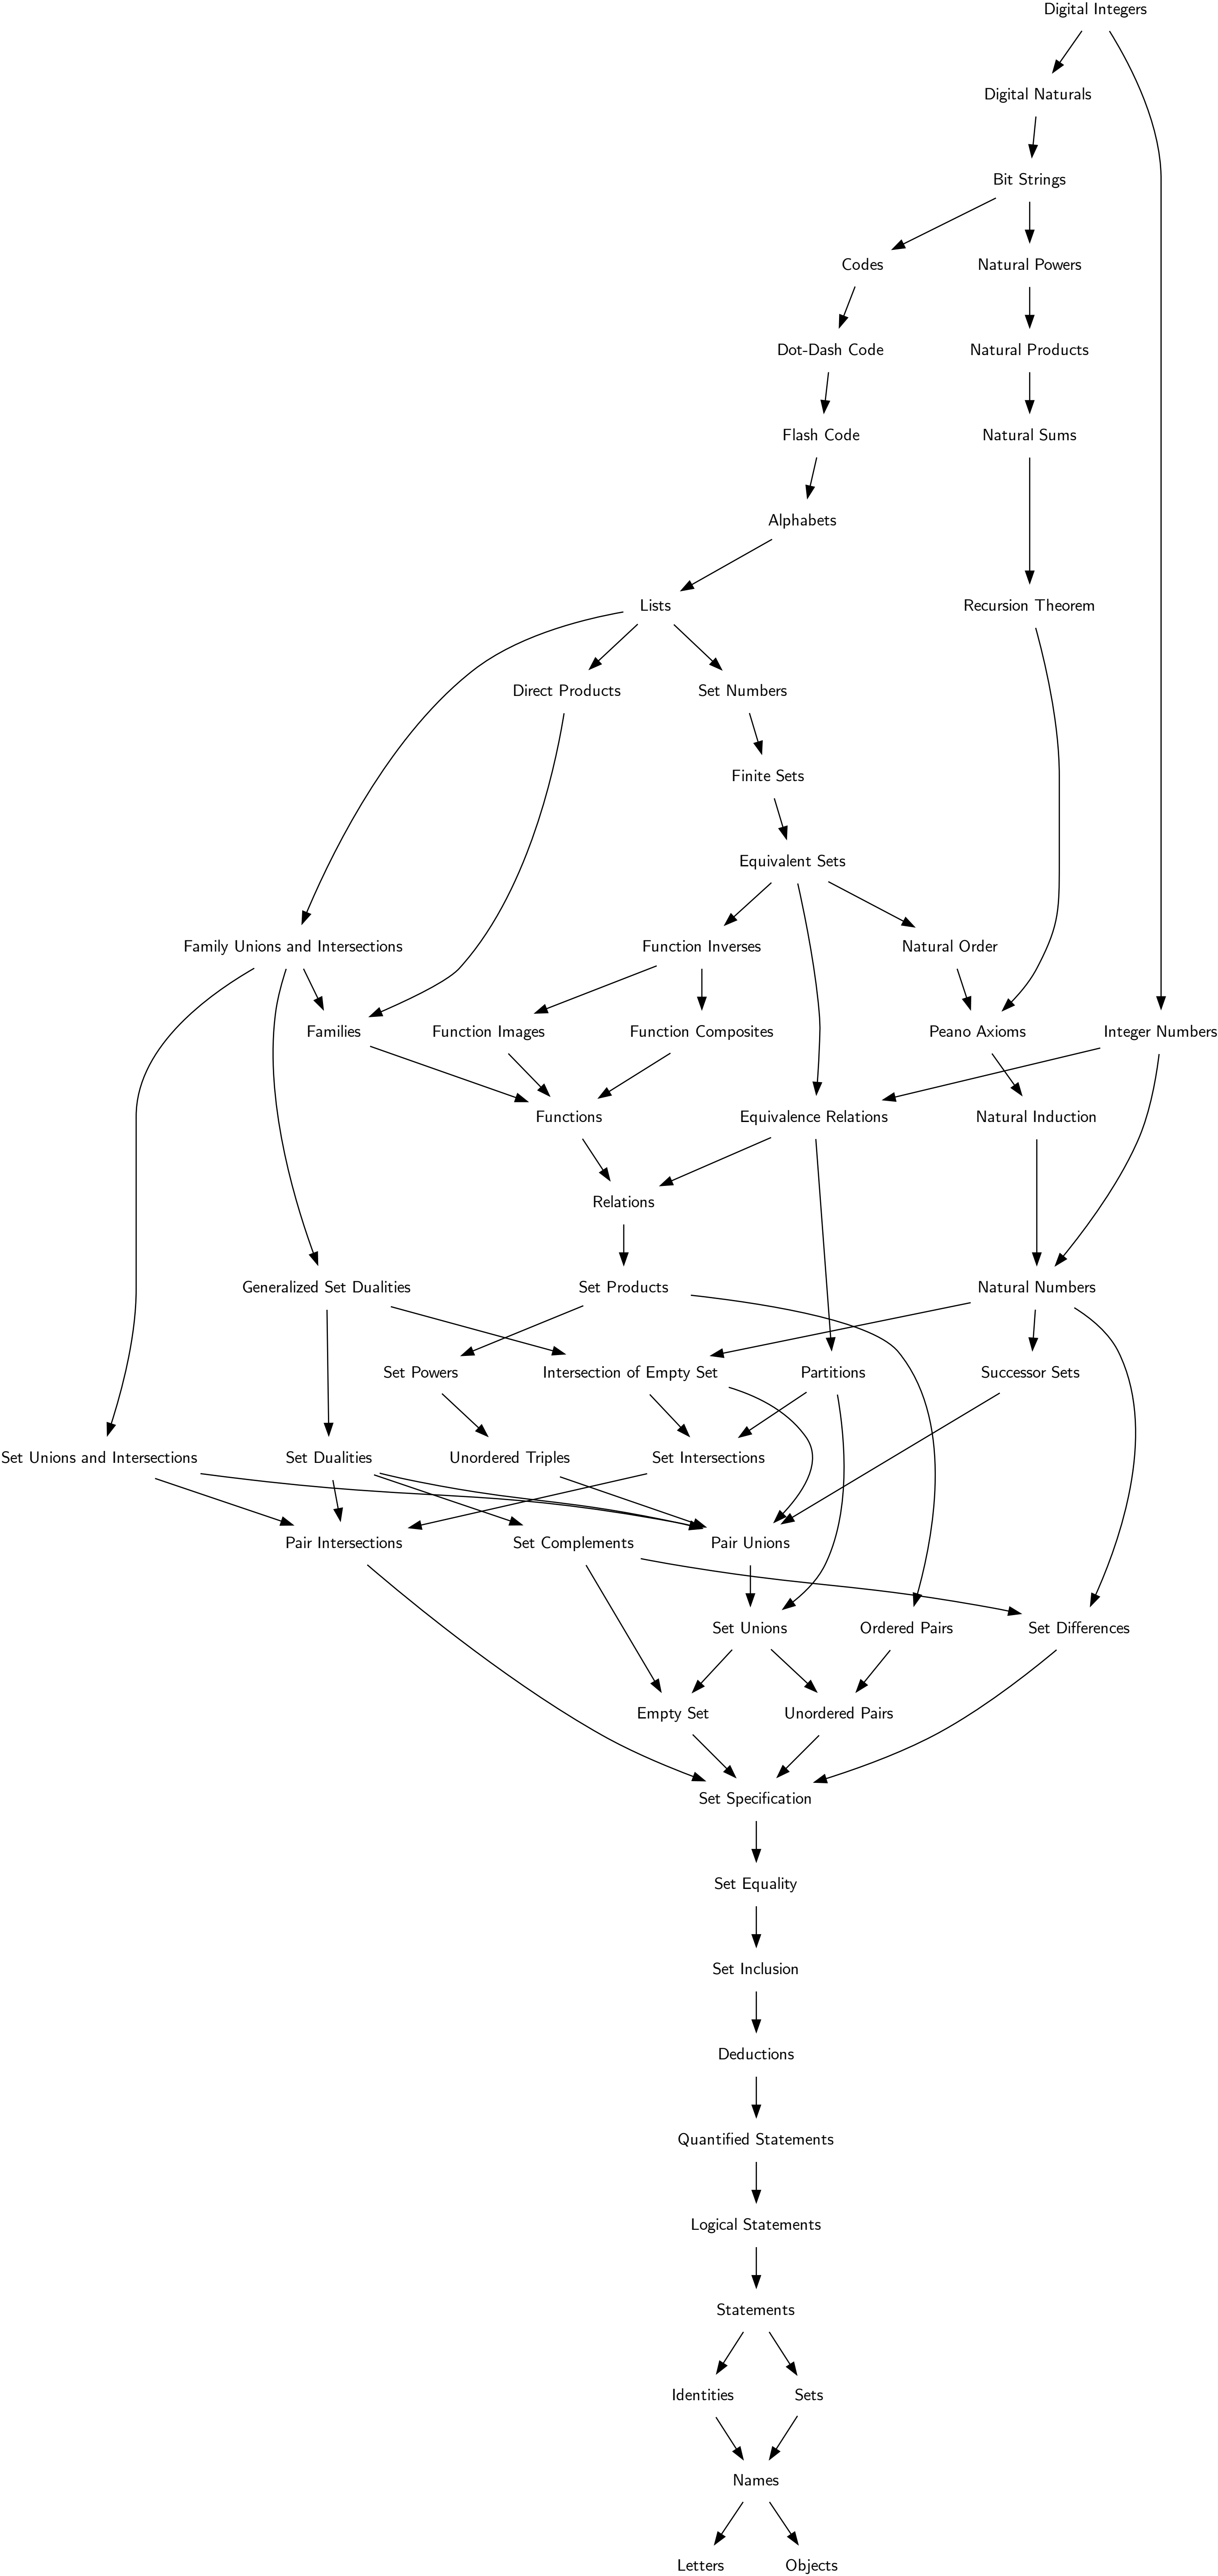 Digital Integers
Digital Naturals
Bit Strings
Codes
Natural Powers
Dot-Dash Code
Natural Products
Flash Code
Natural Sums
Alphabets
Lists
Recursion Theorem
Direct Products
Set Numbers
Finite Sets
Equivalent Sets
Family Unions and Intersections
Function Inverses
Natural Order
Families
Function Images
Function Composites
Peano Axioms
Integer Numbers
Functions
Equivalence Relations
Natural Induction
Relations
Generalized Set Dualities
Set Products
Natural Numbers
Set Powers
Intersection of Empty Set
Partitions
Successor Sets
Set Unions and Intersections
Set Dualities
Unordered Triples
Set Intersections
Pair Intersections
Set Complements
Pair Unions
Set Unions
Ordered Pairs
Set Differences
Empty Set
Unordered Pairs
Set Specification
Set Equality
Set Inclusion
Deductions
Quantified Statements
Logical Statements
Statements
Identities
Sets
Names
Letters
Objects